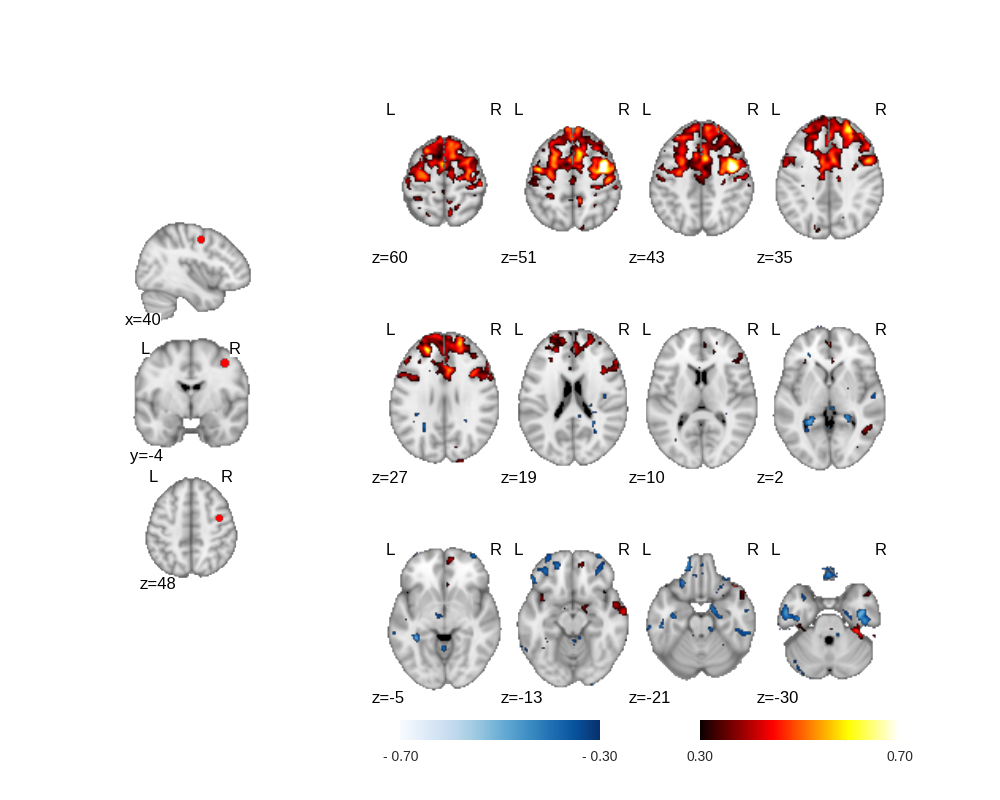 L R L R L R L R
z=60 z=51 z=43 z=35
x=40
L R
y=-4
L R
z=48
L R L R L R L R
z=27 z=19 z=10 z=2
L R L R L R L R
z=-5 z=-13 z=-21 z=-30
- 0.70 - 0.30 0.30 0.70